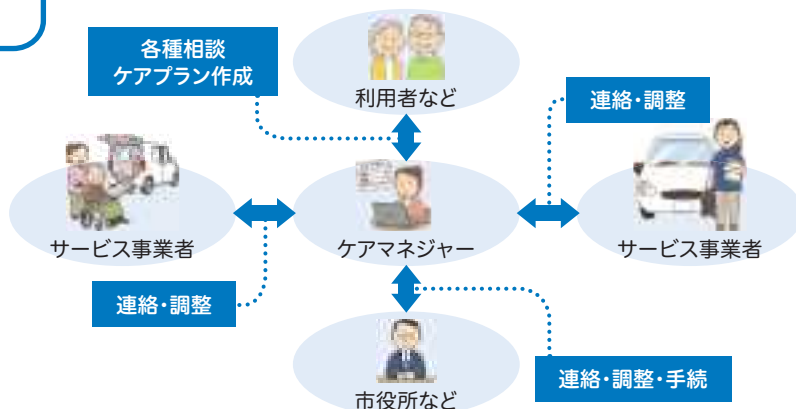 各種相談
ケアプラン作成
利用者など
連絡・調整
サービス事業者
ケアマネジャー
サービス事業者
連絡・調整
市役所など
連絡・調整・手続